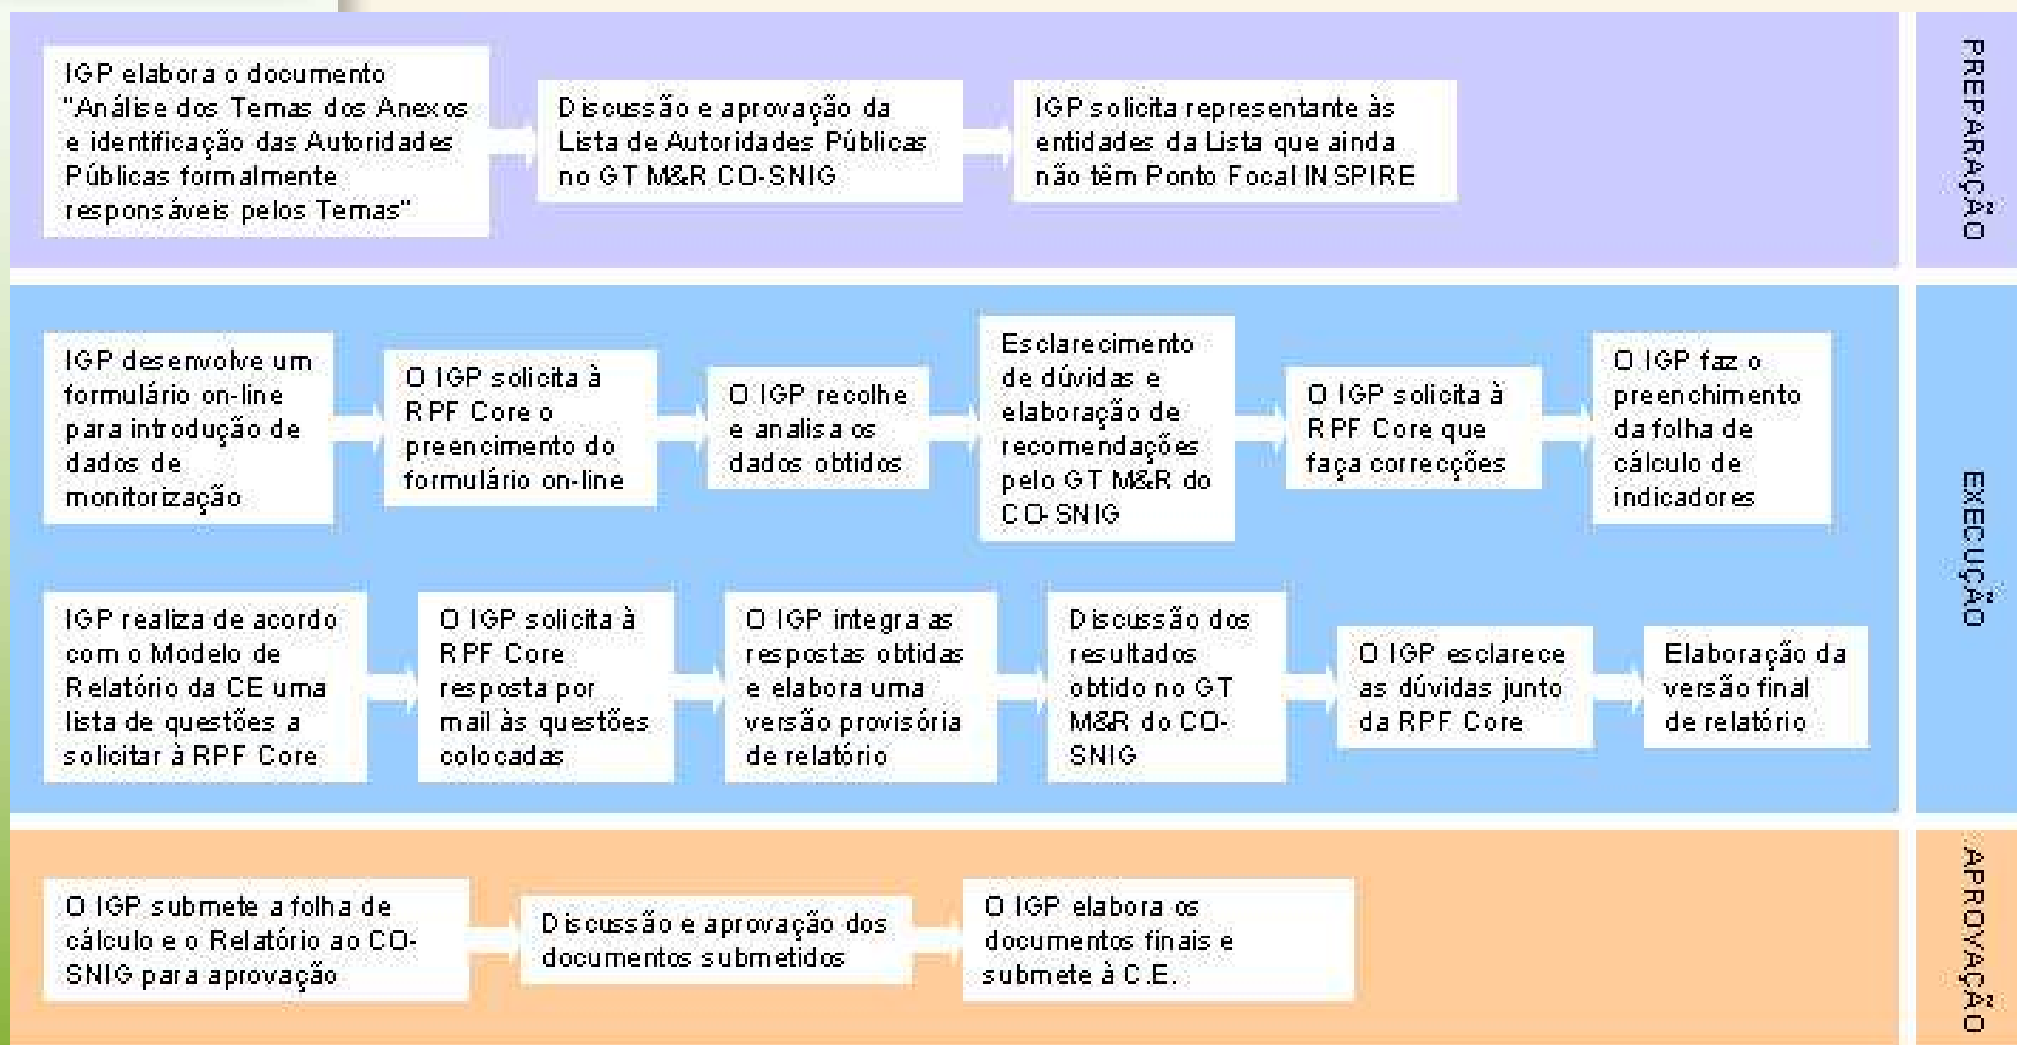 IGP elabora o documento
"Análise dos Temas dos Anexos
e identificação das Autoridades
Públicas formalmente
responsáveis pelos Temas"
Discussão e aprovação da
Lista de Autoridades Públicas
no GT M&R CO-SNIG
IGP solicita representante às
entidades da Lista que ainda
não têm Ponto Focal INSPIRE
PREPARAÇÃO
IGP desenvolve um
formulário on-line
para introdução de
dados de
monitorização
O IGP solicita à
RPF Core o
preencimento do
formulário on-line
O IGP recolhe
e analisa os
dados obtidos
Esclarecimento
de dúvidas e
elaboração de
recomendações
pelo GT M&R do
CO-SNIG
O IGP solicita à
RPF Core que
faça correcções
O IGP faz o
preenchimento
da folha de
cálculo de
indicadores
IGP realiza de acordo
com o Modelo de
Relatório da CE uma
lista de questões a
solicitar à RPF Core
O IGP solicita à
RPF Core
resposta por
mail às questões
colocadas
O IGP integra as
respostas obtidas
e elabora uma
versão provisória
de relatório
Discussão dos
resultados
obtido no GT
M&R do CO-
SNIG
O IGP esclarece
as dúvidas junto
da RPF Core
Elaboração da
versão final
de relatório
EXECUÇÃO
O IGP submete a folha de
cálculo e o Relatório ao CO-
SNIG para aprovação
Discussão e aprovação dos
documentos submetidos
O IGP elabora os
documentos finais e
submete à C.E.
APROVAÇÃO